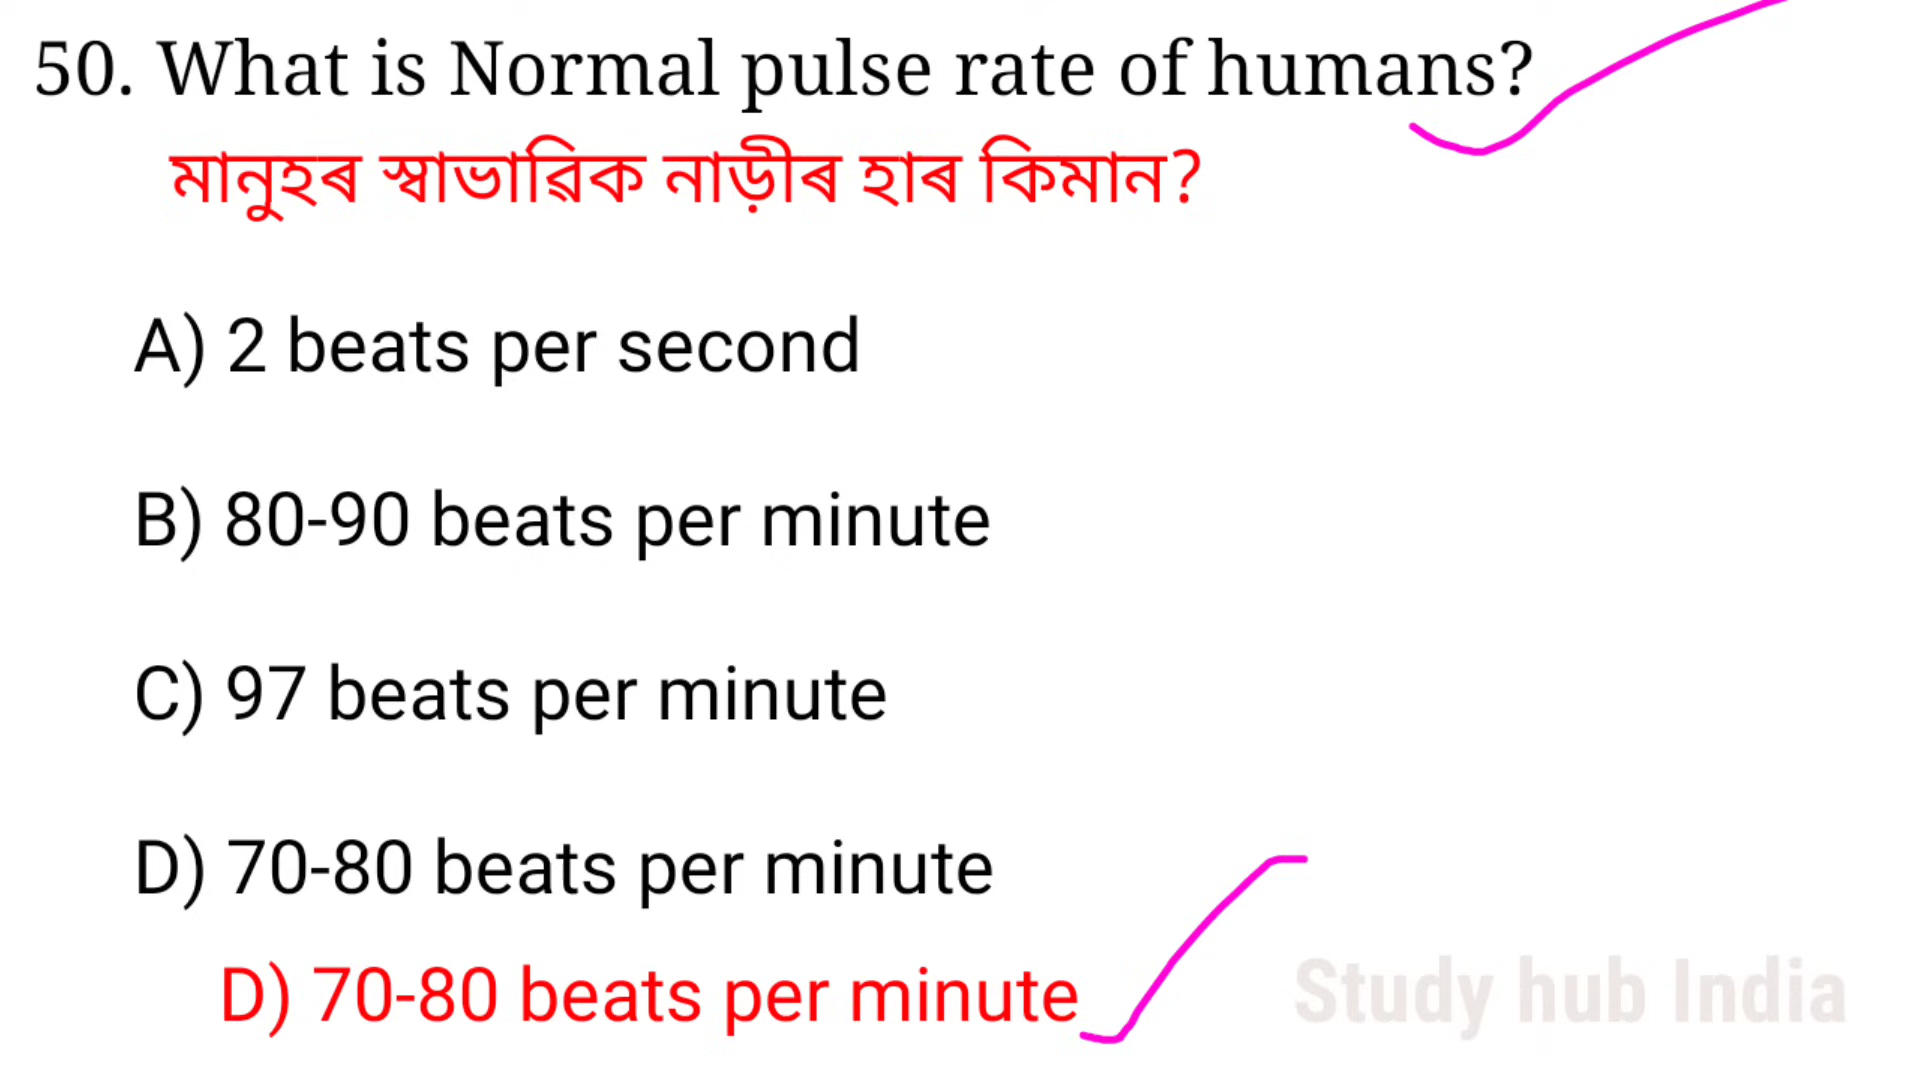 50. What is Normal pulse rate of humans?
মানুহৰ স্বাভাৱিক নাড়ীৰ হাৰ কিমান?
A) 2 beats per second
B) 80-90 beats per minute
C) 97 beats per minute
D) 70-80 beats per minute
D) 70-80 beats per minute
Study hub India